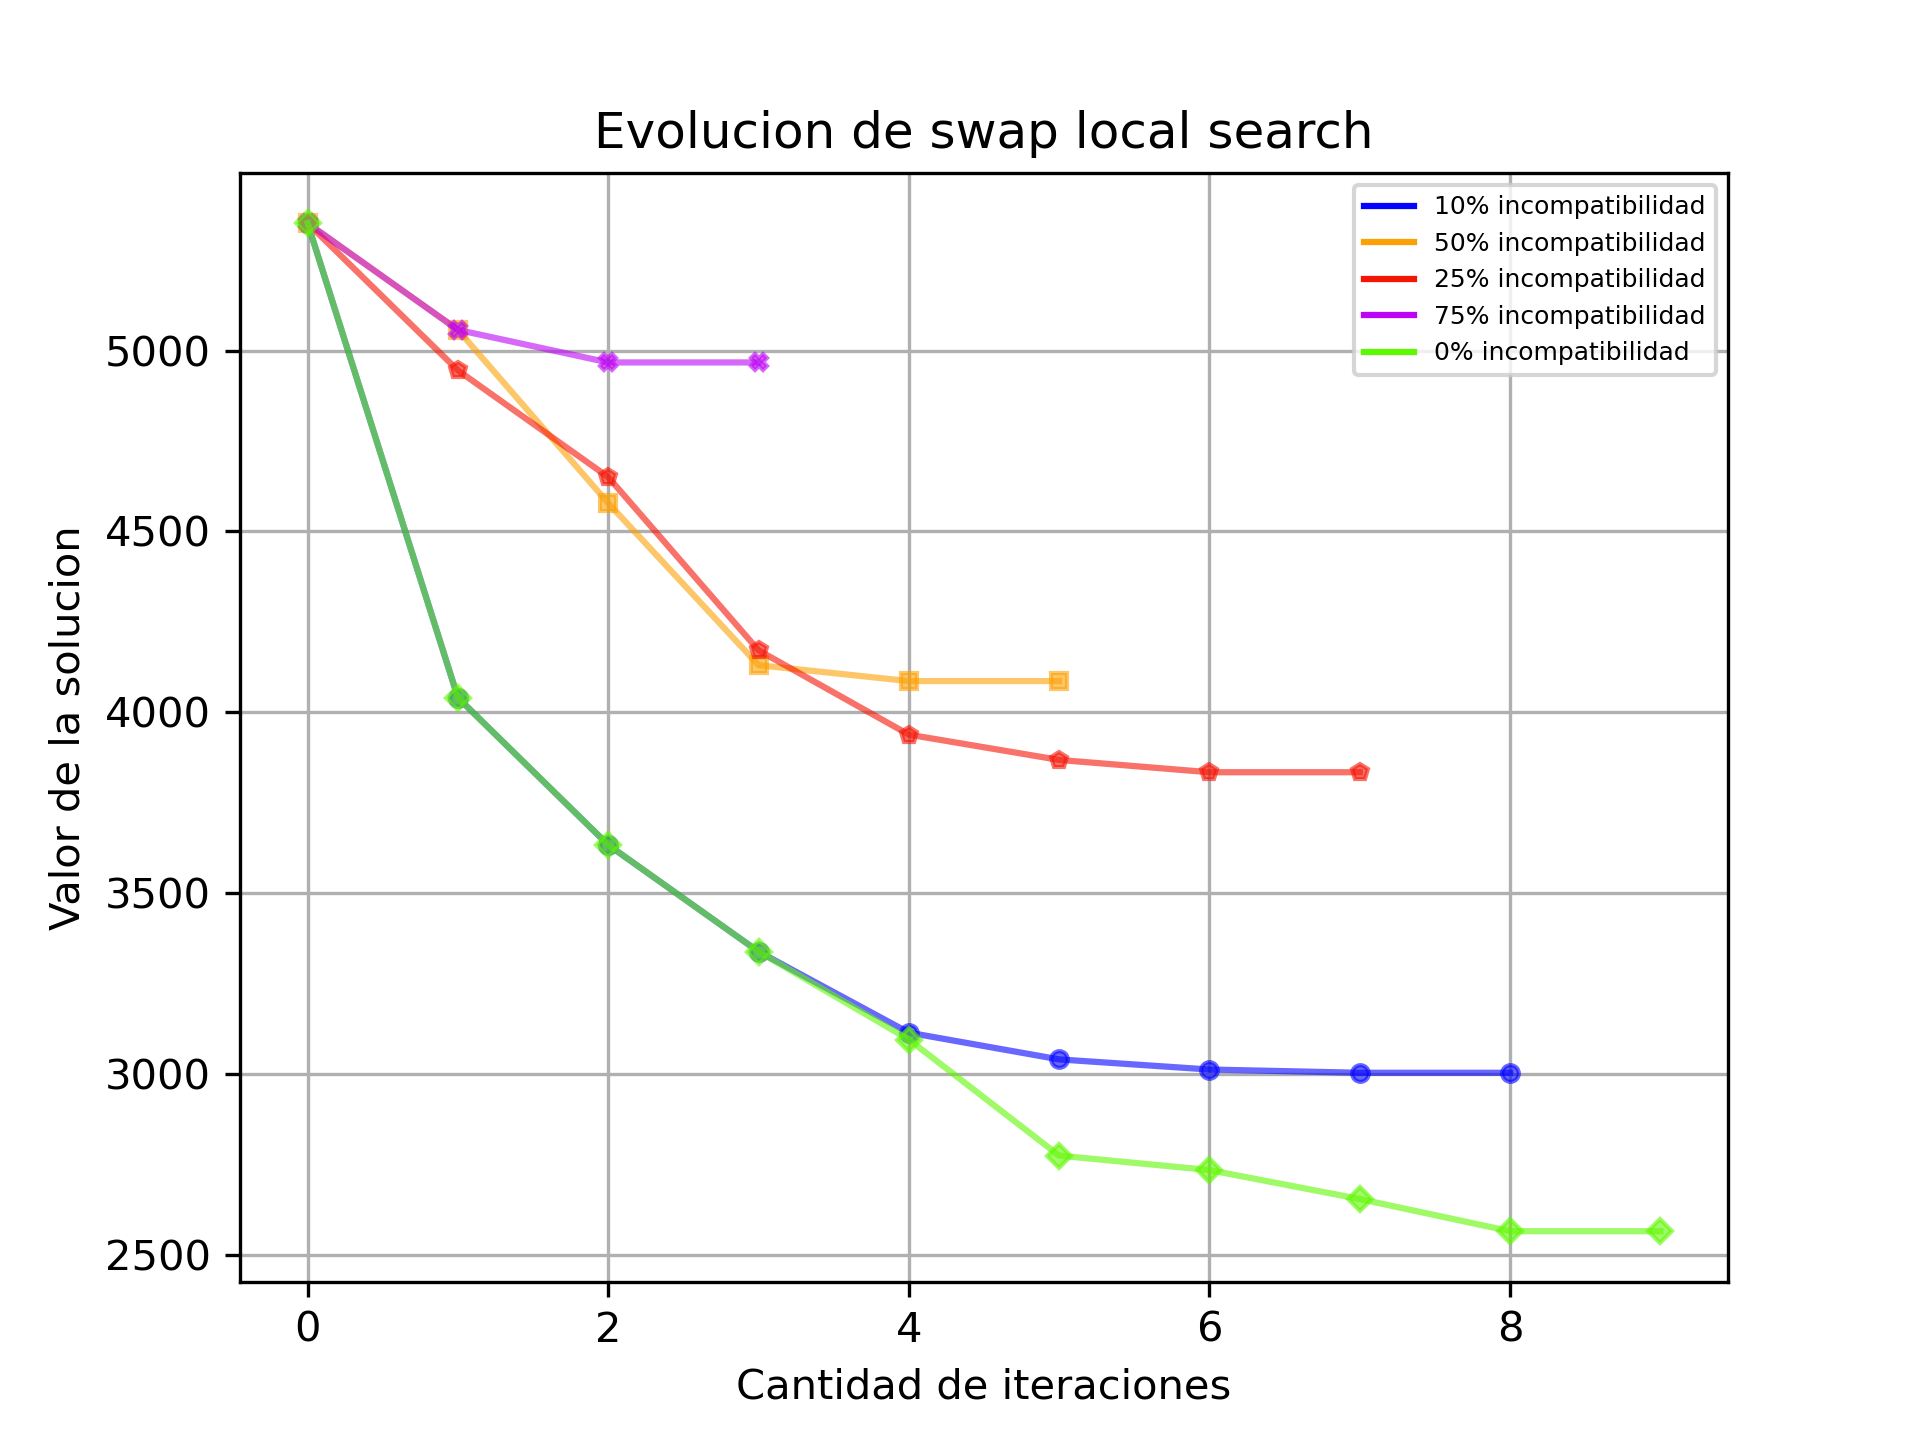 Evolucion de swap local search
10% incompatibilidad
50% incompatibilidad
25% incompatibilidad
75% incompatibilidad
0% incompatibilidad
Valor de la solucion
5000
4500
4000
3500
3000
2500
0 2 4 6 8
Cantidad de iteraciones